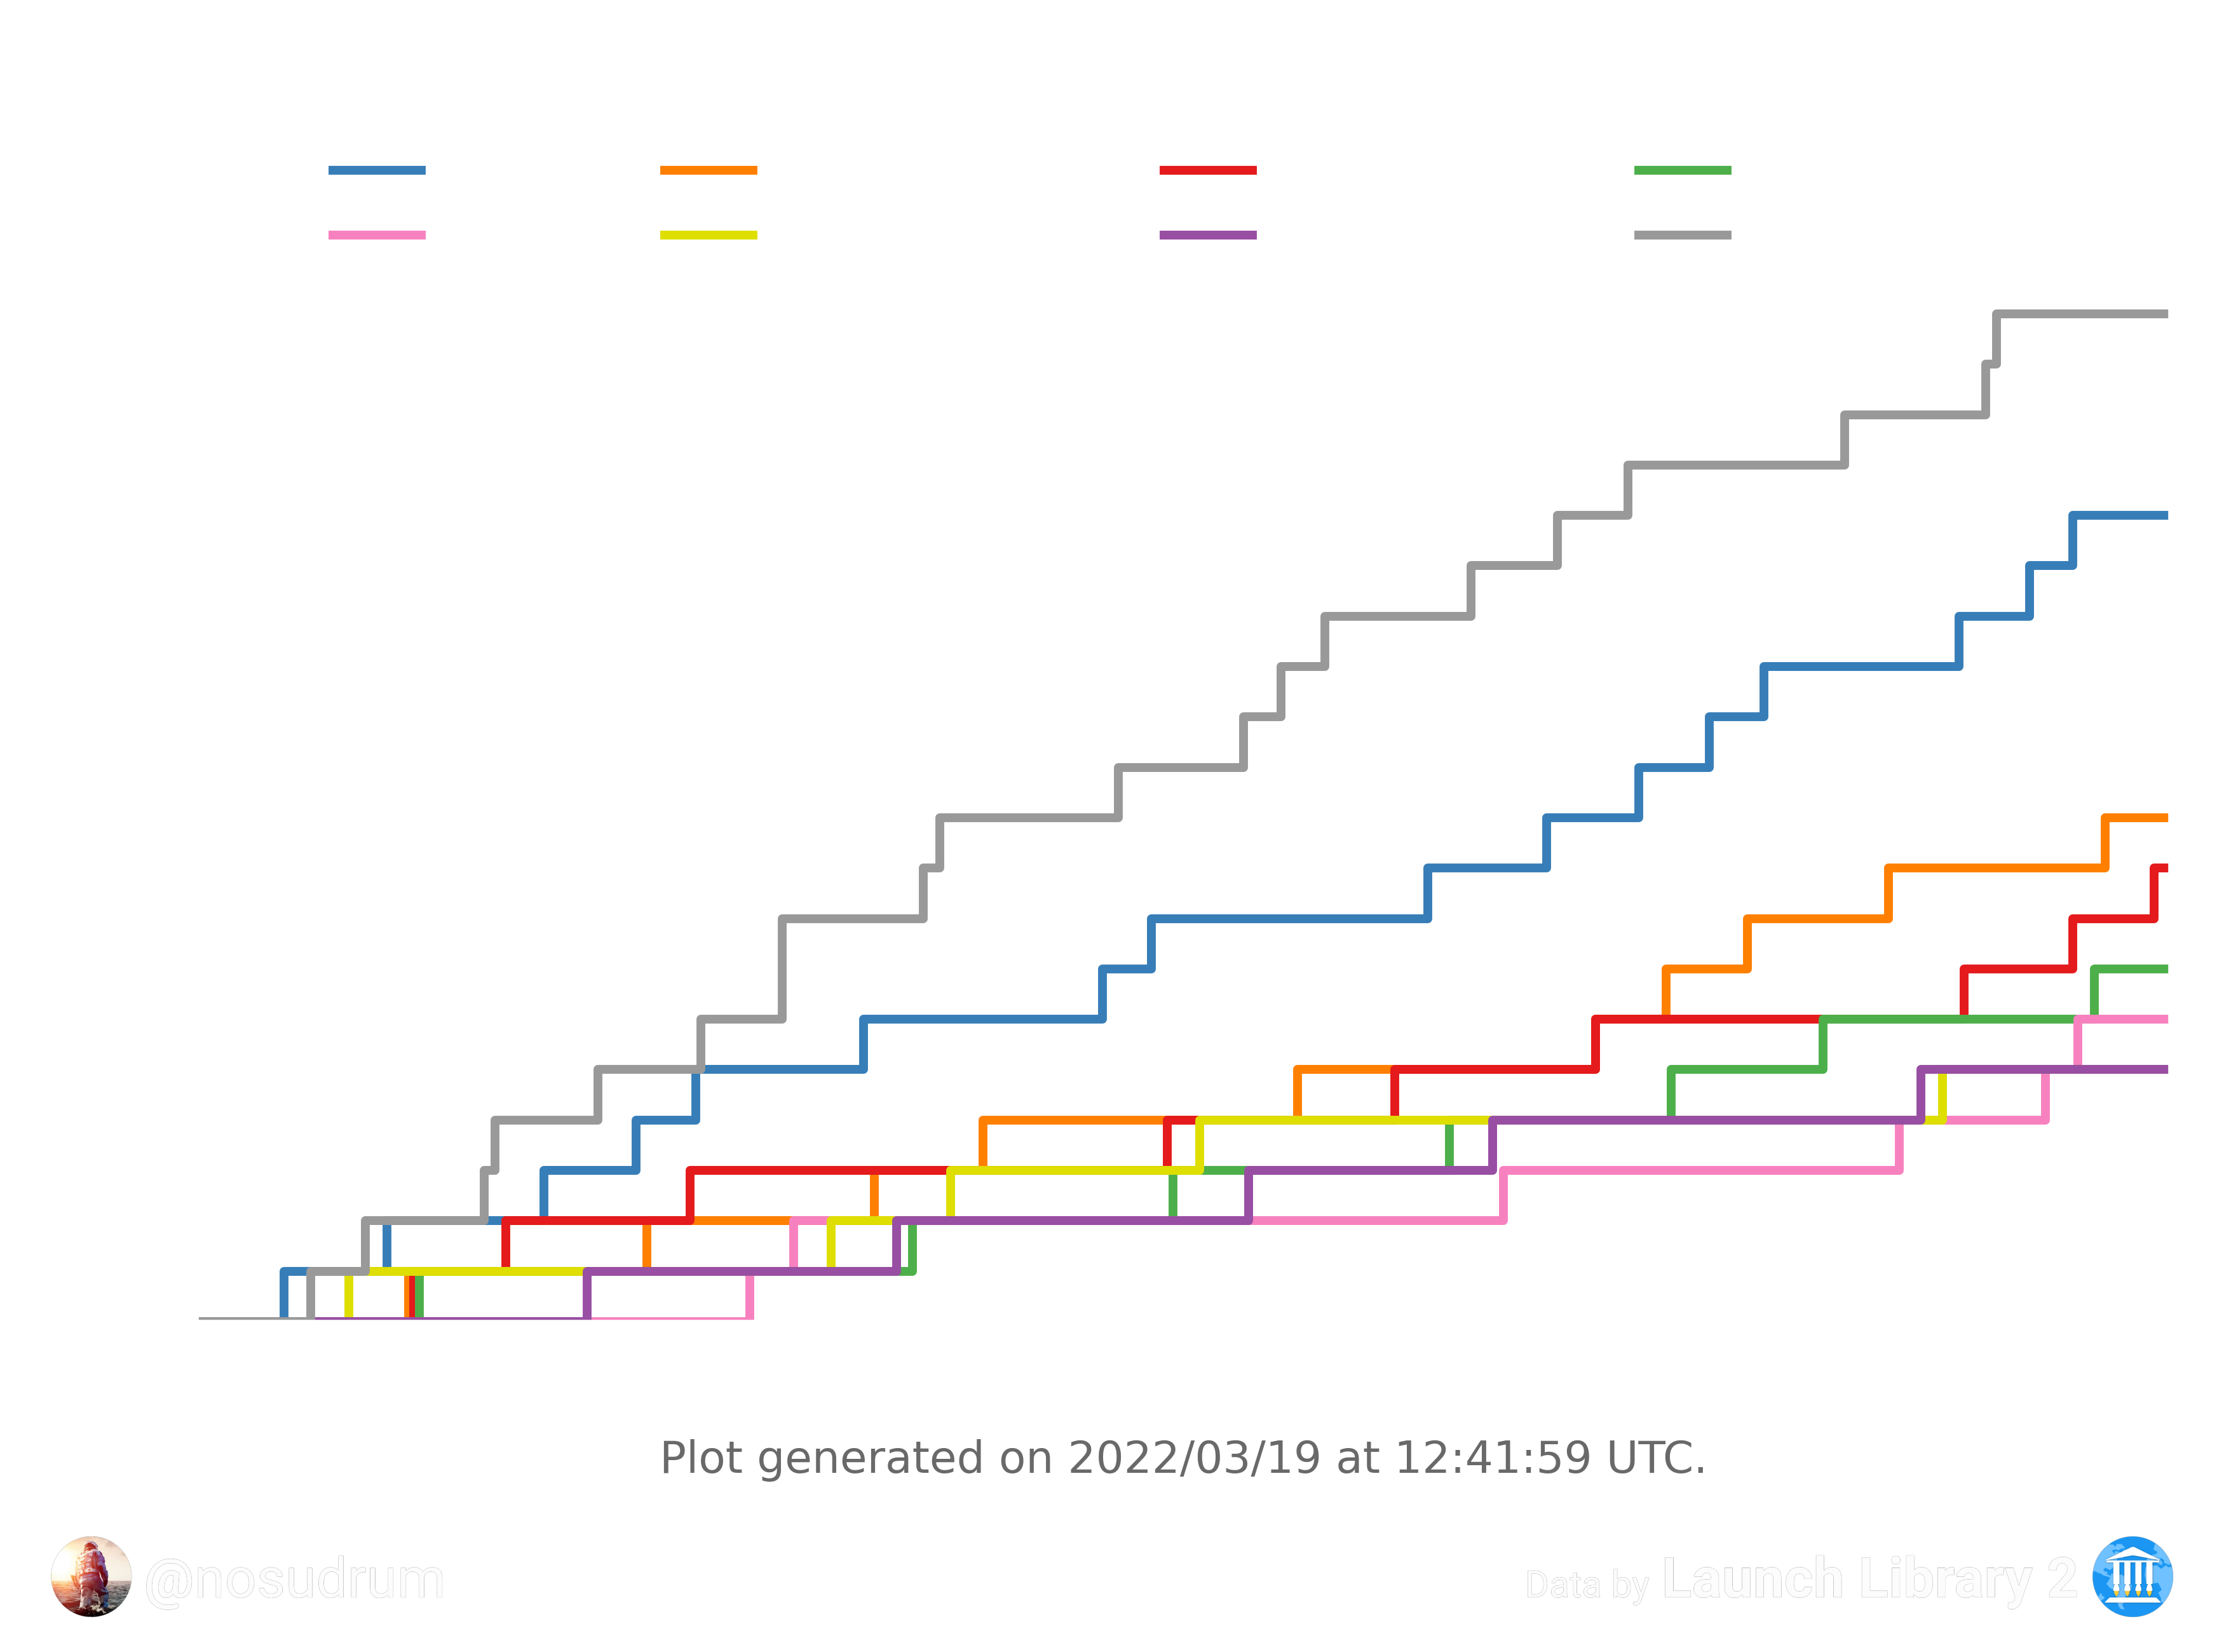 Plot generated on 2022/03/19 at 12:41:59 UTC.
@nosudrum
Data by Launch Library 2